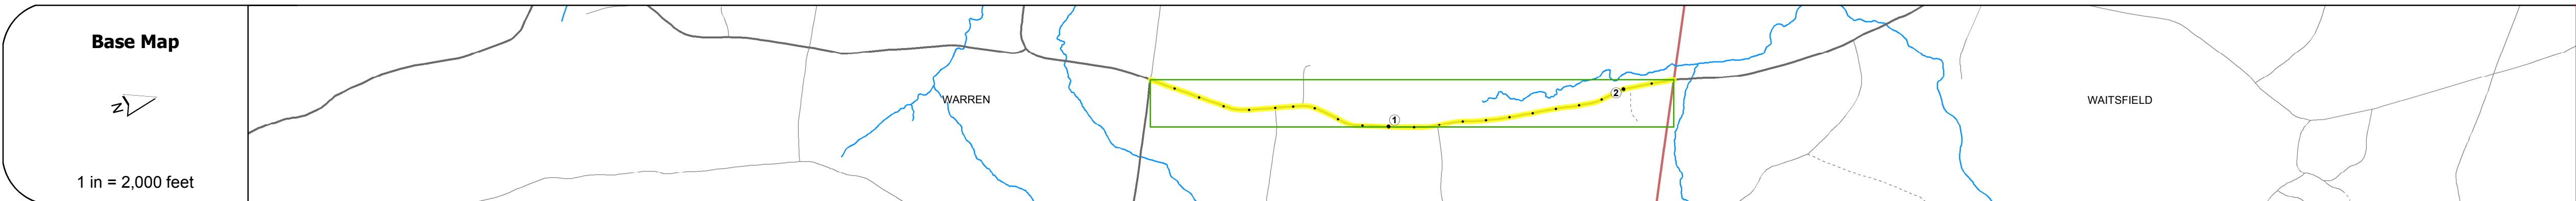 Base Map
N
1 in = 2,000 feet
WARREN
1
2
WAITSFIELD